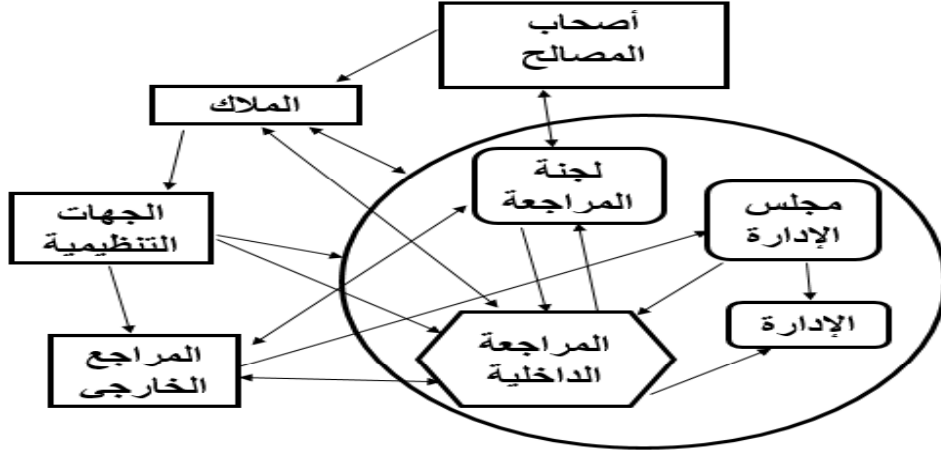 أصحاب
المصالح
الملاك
لجنة
المراجعة
مجلس
الإدارة
الجهات
التنظيمية
الإدارة
المراجعة
الداخلية
المراجع
الخارجى